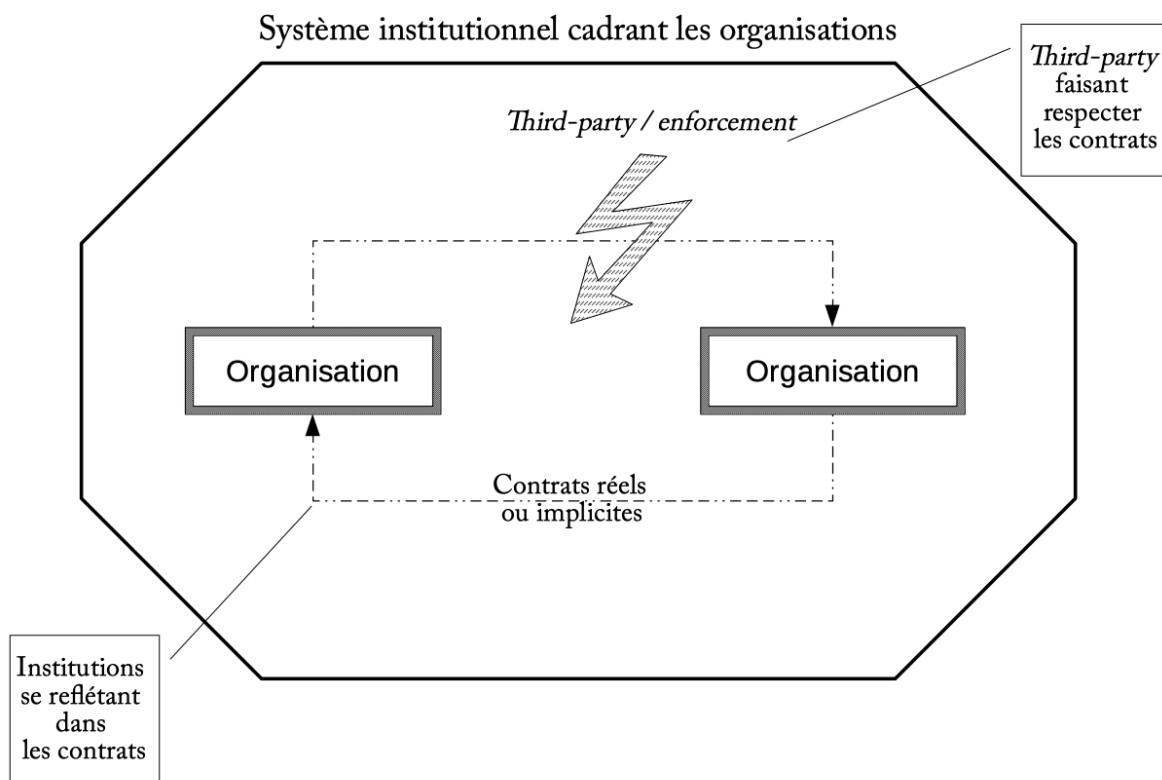 Système institutionnel cadrant les organisations
Third-party
faisant
respecter
les contrats
Third-party / enforcement
Organisation
Organisation
Contrats réels
ou implicites
Institutions
se reflétant
dans
les contrats